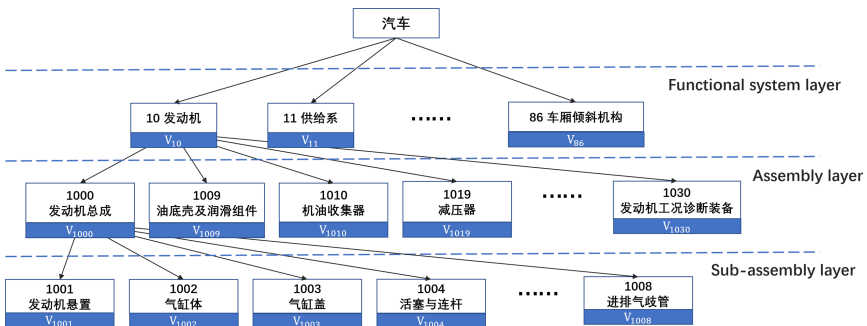 汽车
Functional system layer
10 发动机
V10
11 供给系
V11
······
86 车厢倾斜机构
V86
Assembly layer
1000
发动机总成
V1000
1009
油底壳及润滑组件
V1009
1010
机油收集器
V1010
1019
减压器
V1019
······
1030
发动机工况诊断装备
V1030
Sub-assembly layer
1001
发动机悬置
V1001
1002
气缸体
V1002
1003
气缸盖
V1003
1004
活塞与连杆
V1004
······
1008
进排气歧管
V1008